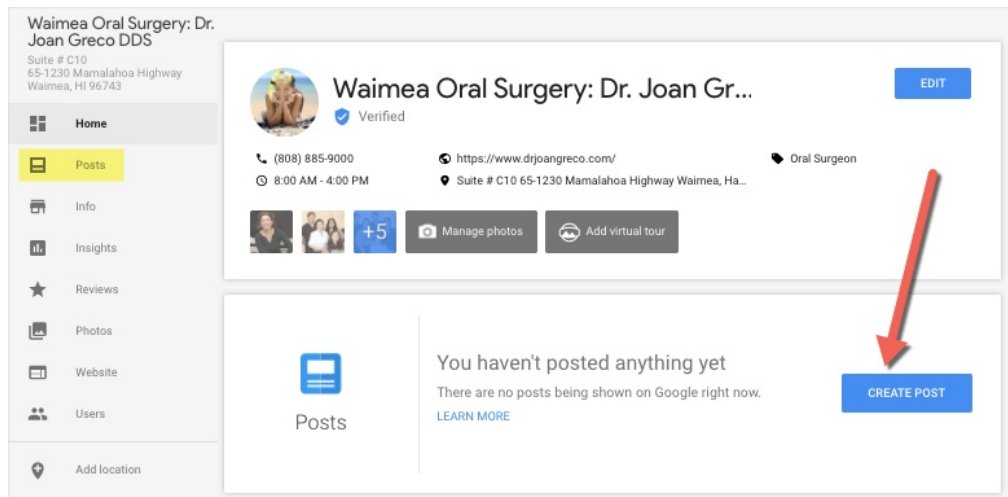 Waimea Oral Surgery: Dr.
Joan Greco DDS
Suite # C10
65-1230 Mamalahoa Highway
Waimea, HI 96743
Home
Posts
Info
Insights
Reviews
Photos
Website
Users
Add location
Waimea Oral Surgery: Dr. Joan Gr...
Verified
EDIT
(808) 885-9000
https://www.drjoangreco.com/
Oral Surgeon
8:00 AM - 4:00 PM
Suite # C10 65-1230 Mamalahoa Highway Waimea, Ha...
+5
Manage photos
Add virtual tour
Posts
You haven't posted anything yet
There are no posts being shown on Google right now.
LEARN MORE
CREATE POST